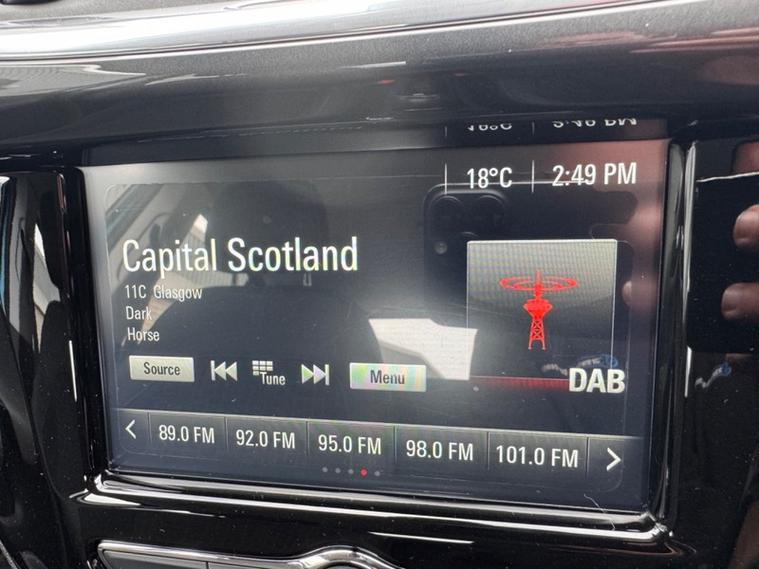 18°C 2:49 PM
Capital Scotland
11C Glasgow
Dark
Horse
Source Tune Menu
DAB
89.0 FM 92.0 FM 95.0 FM 98.0 FM 101.0 FM